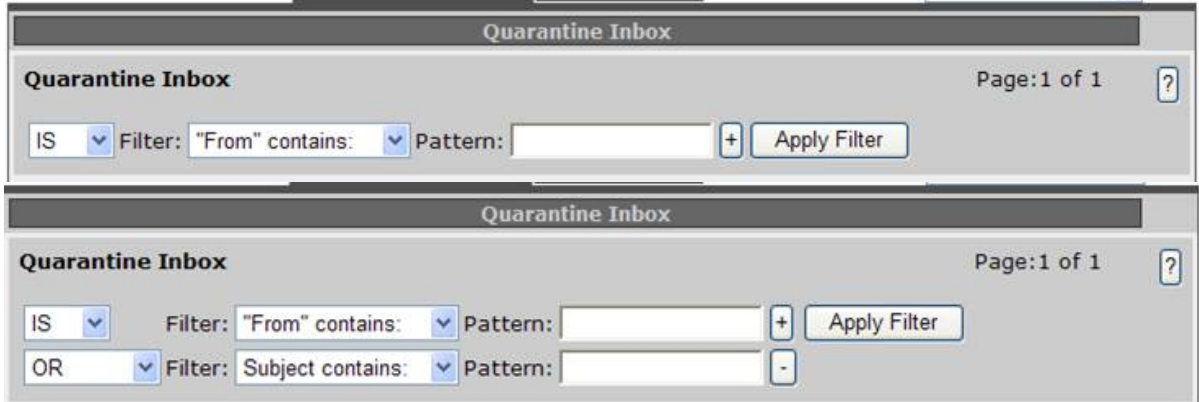 Quarantine Inbox
Quarantine Inbox Page:1 of 1 ?
IS Filter: "From" contains: Pattern: + Apply Filter
Quarantine Inbox
Quarantine Inbox Page:1 of 1 ?
IS Filter: "From" contains: Pattern: + Apply Filter
OR Filter: Subject contains: Pattern: -